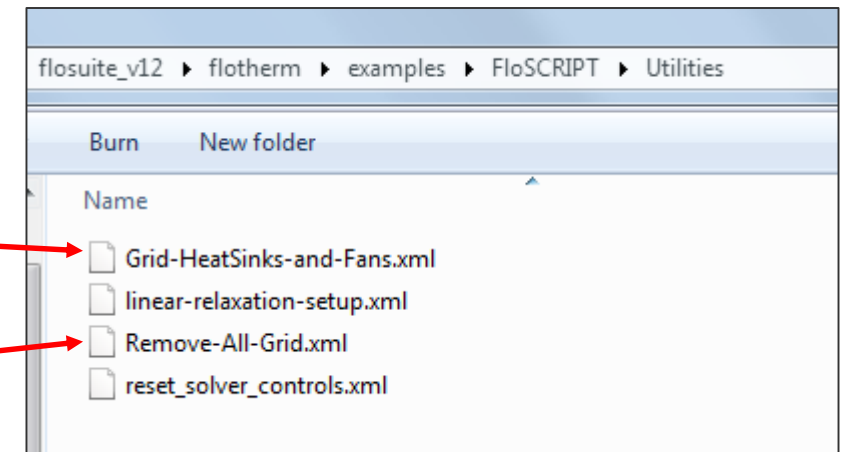 flosuite_v12 ▸ flotherm ▸ examples ▸ FloSCRIPT ▸ Utilities
Burn New folder
Name
Grid-HeatSinks-and-Fans.xml
linear-relaxation-setup.xml
Remove-All-Grid.xml
reset_solver_controls.xml